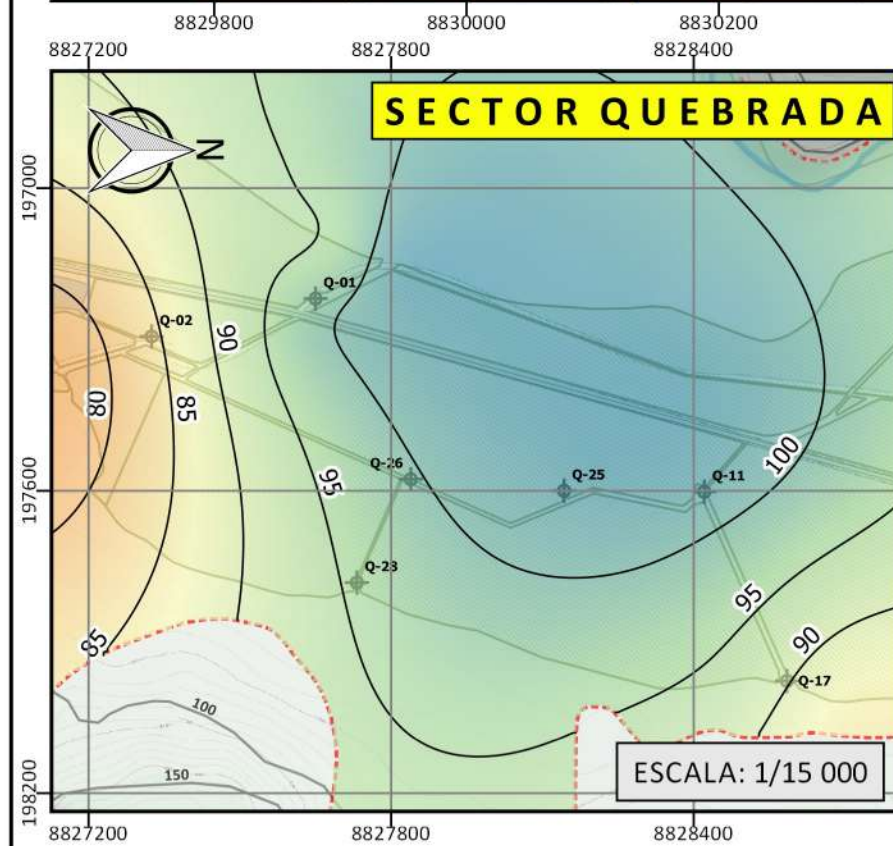 8829800 8830000 8830200
8827200 8827800 8828400
SECTOR QUEBRADA
N
197000
Q-01
Q-02
90
85
80
100
95
Q-26
Q-25
Q-11
197600
Q-23
95
90
85
Q-17
100
150
ESCALA: 1/15 000
198200
8827200 8827800 8828400